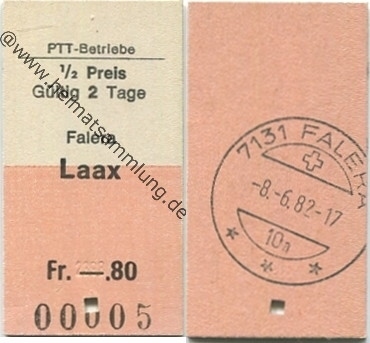 PTT-Betriebe
1/2 Preis
Gültig 2 Tage
Falera
Laax
Fr. —.80
00005
www.heimatsammlung.de
7131 FALERA
-8.-6.82-17
10a